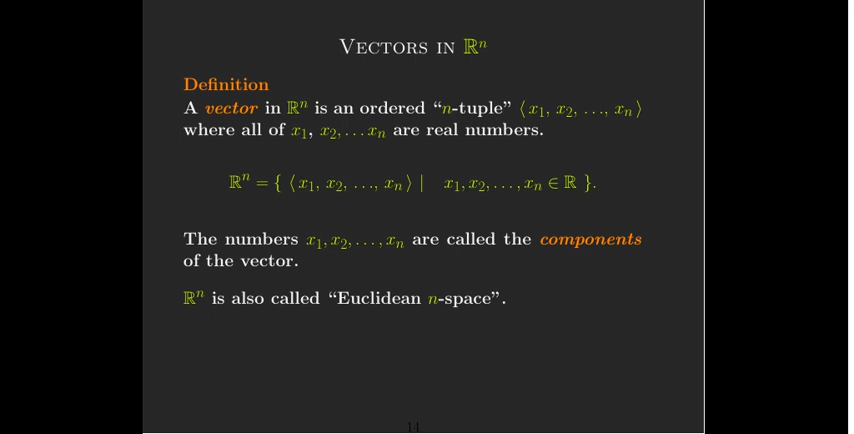 Vectors in ℝⁿ
Definition
A vector in ℝⁿ is an ordered “n-tuple” ⟨ x₁, x₂, …, xₙ ⟩
where all of x₁, x₂, … xₙ are real numbers.
ℝⁿ = { ⟨ x₁, x₂, …, xₙ ⟩ | x₁, x₂, …, xₙ ∈ ℝ }.
The numbers x₁, x₂, …, xₙ are called the components
of the vector.
ℝⁿ is also called “Euclidean n-space”.
14